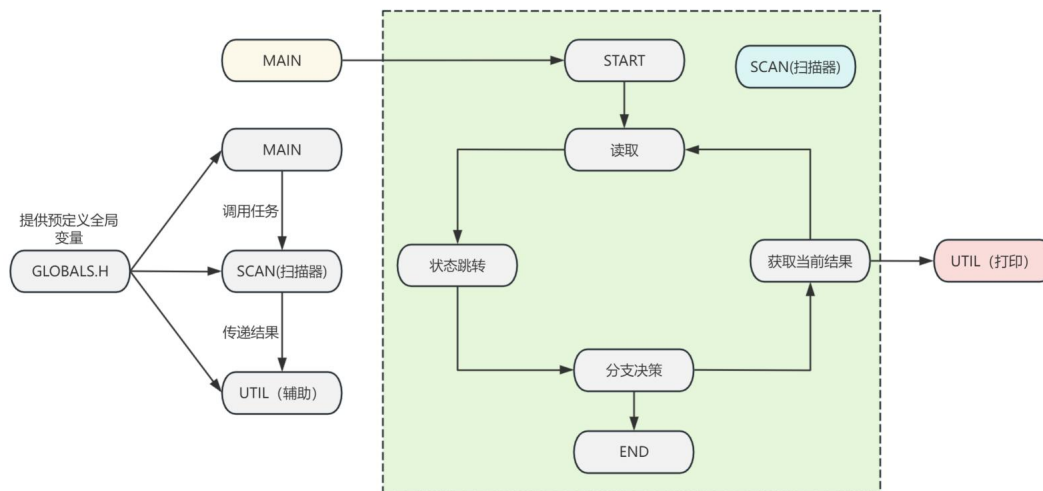 MAIN
START
SCAN(扫描器)
MAIN
读取
调用任务
提供预定义全局
变量
GLOBALS.H
SCAN(扫描器)
状态跳转
获取当前结果
UTIL（打印）
传递结果
UTIL（辅助）
分支决策
END